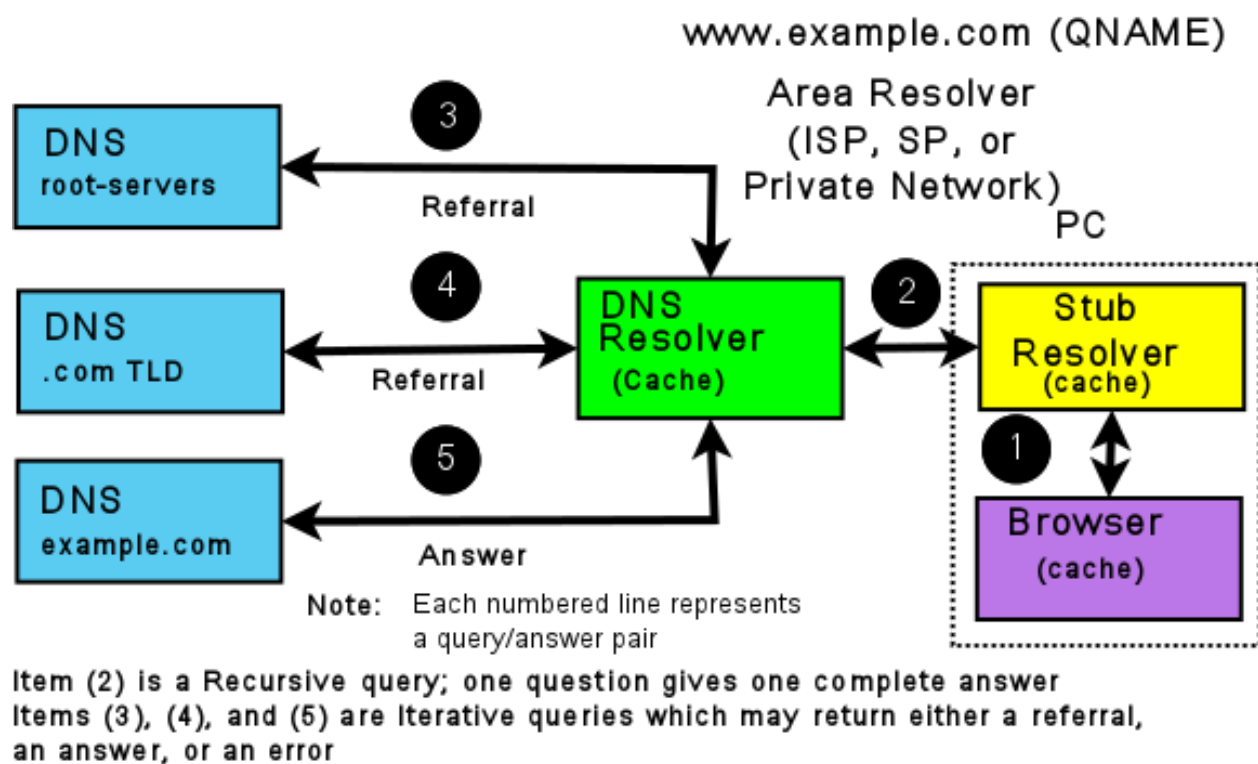 www.example.com (QNAME)
Area Resolver
(ISP, SP, or
Private Network)
PC
3
DNS
root-servers
Referral
4
DNS
.com TLD
Referral
DNS
Resolver
(Cache)
2
Stub
Resolver
(cache)
1
Browser
(cache)
5
DNS
example.com
Answer
Note: Each numbered line represents
a query/answer pair
Item (2) is a Recursive query; one question gives one complete answer
Items (3), (4), and (5) are Iterative queries which may return either a referral,
an answer, or an error